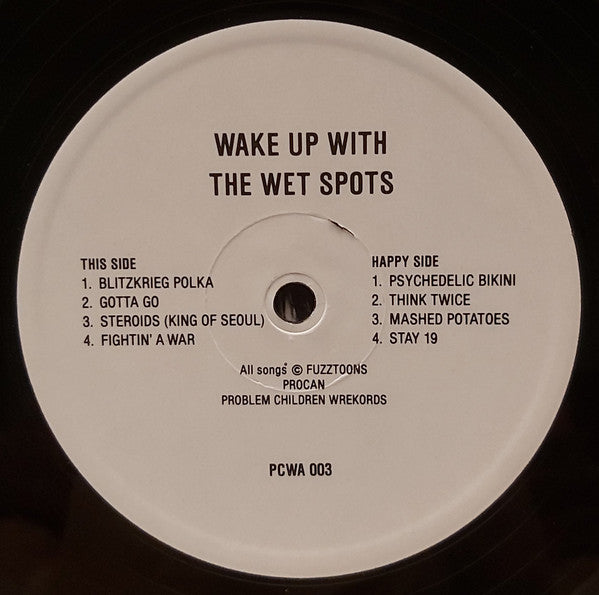 WAKE UP WITH
THE WET SPOTS
THIS SIDE
1. BLITZKRIEG POLKA
2. GOTTA GO
3. STEROIDS (KING OF SEOUL)
4. FIGHTIN' A WAR
HAPPY SIDE
1. PSYCHEDELIC BIKINI
2. THINK TWICE
3. MASHED POTATOES
4. STAY 19
All songs © FUZZTOONS
PROCAN
PROBLEM CHILDREN WREKORDS
PCWA 003